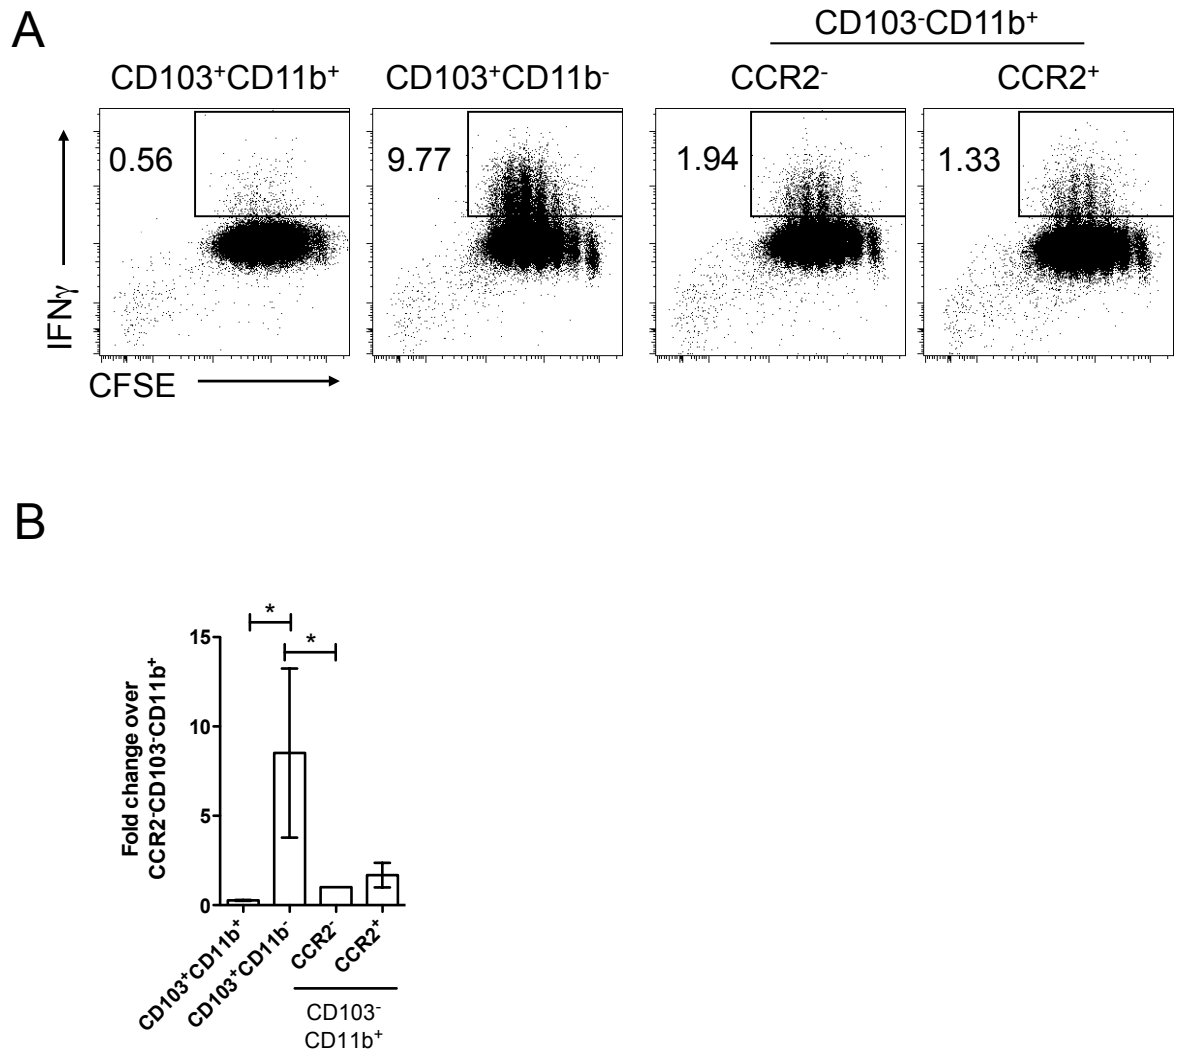 A
CD103⁻CD11b⁺
CD103⁺CD11b⁺
CD103⁺CD11b⁻
CCR2⁻
CCR2⁺
0.56
9.77
1.94
1.33
IFNγ
CFSE
B
*
*
15
10
5
0
Fold change over
CCR2⁻CD103⁻CD11b⁺
CD103⁺CD11b⁺
CD103⁺CD11b⁻
CCR2⁻
CCR2⁺
CD103⁻
CD11b⁺